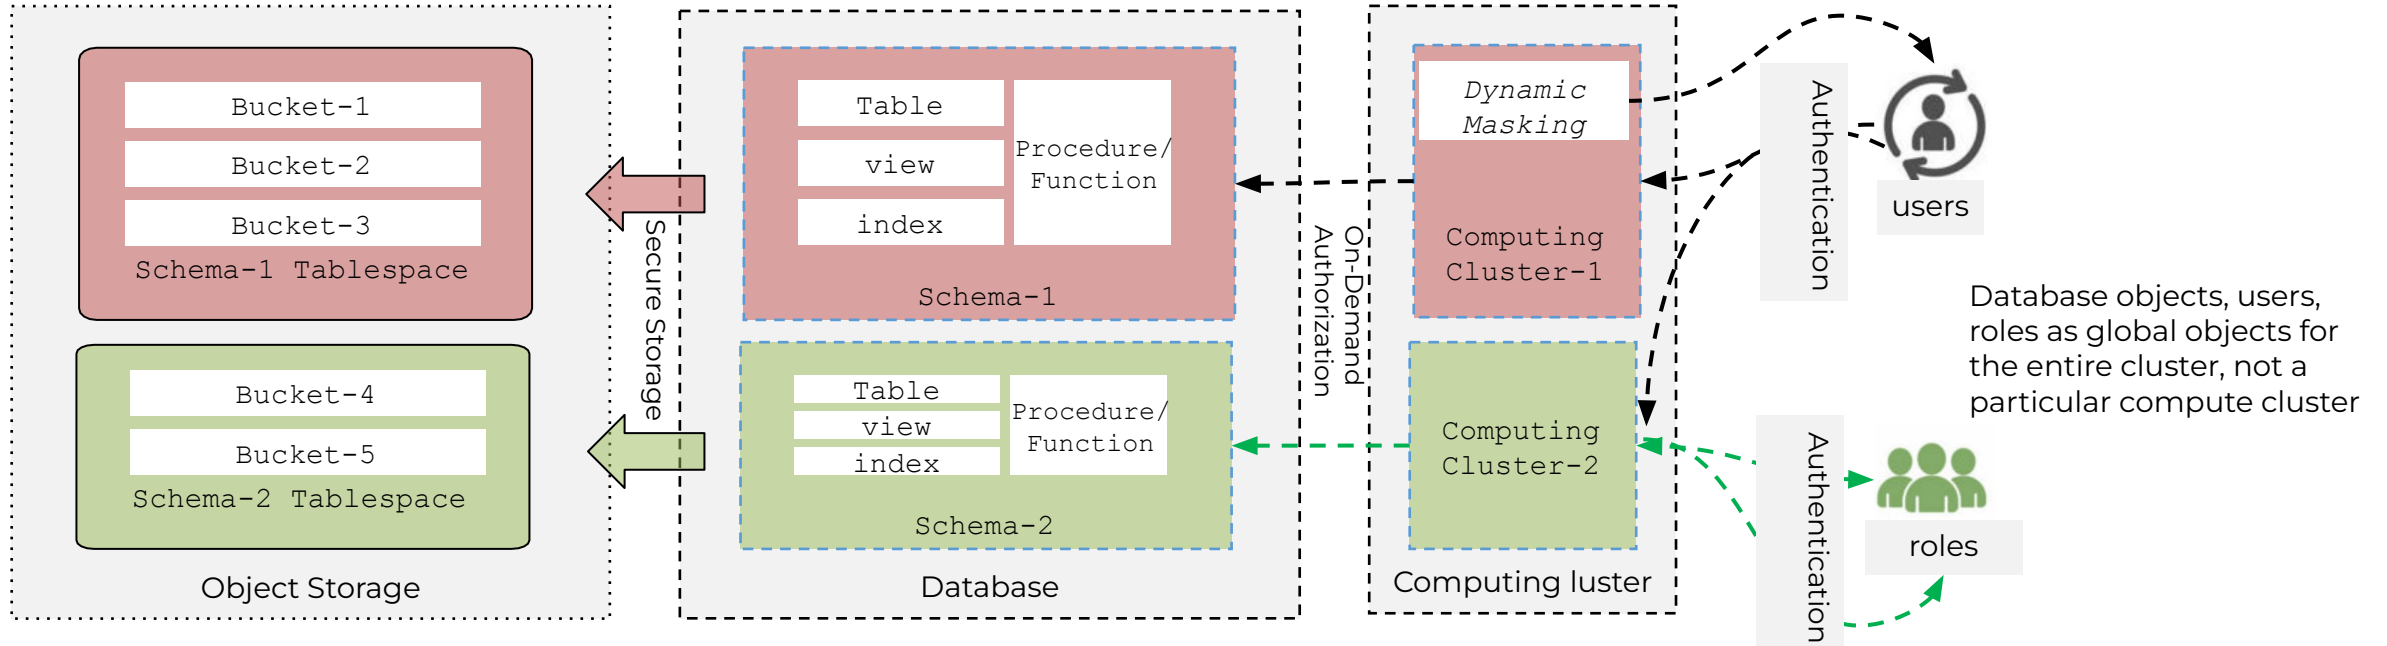 Bucket-1
Bucket-2
Bucket-3
Schema-1 Tablespace
Bucket-4
Bucket-5
Schema-2 Tablespace
Object Storage
Secure Storage
Table
view
index
Procedure/
Function
Schema-1
Table
view
index
Procedure/
Function
Schema-2
Database
On-Demand
Authorization
Dynamic
Masking
Computing
Cluster-1
Computing
Cluster-2
Computing luster
Authentication
users
Database objects, users,
roles as global objects for
the entire cluster, not a
particular compute cluster
Authentication
roles